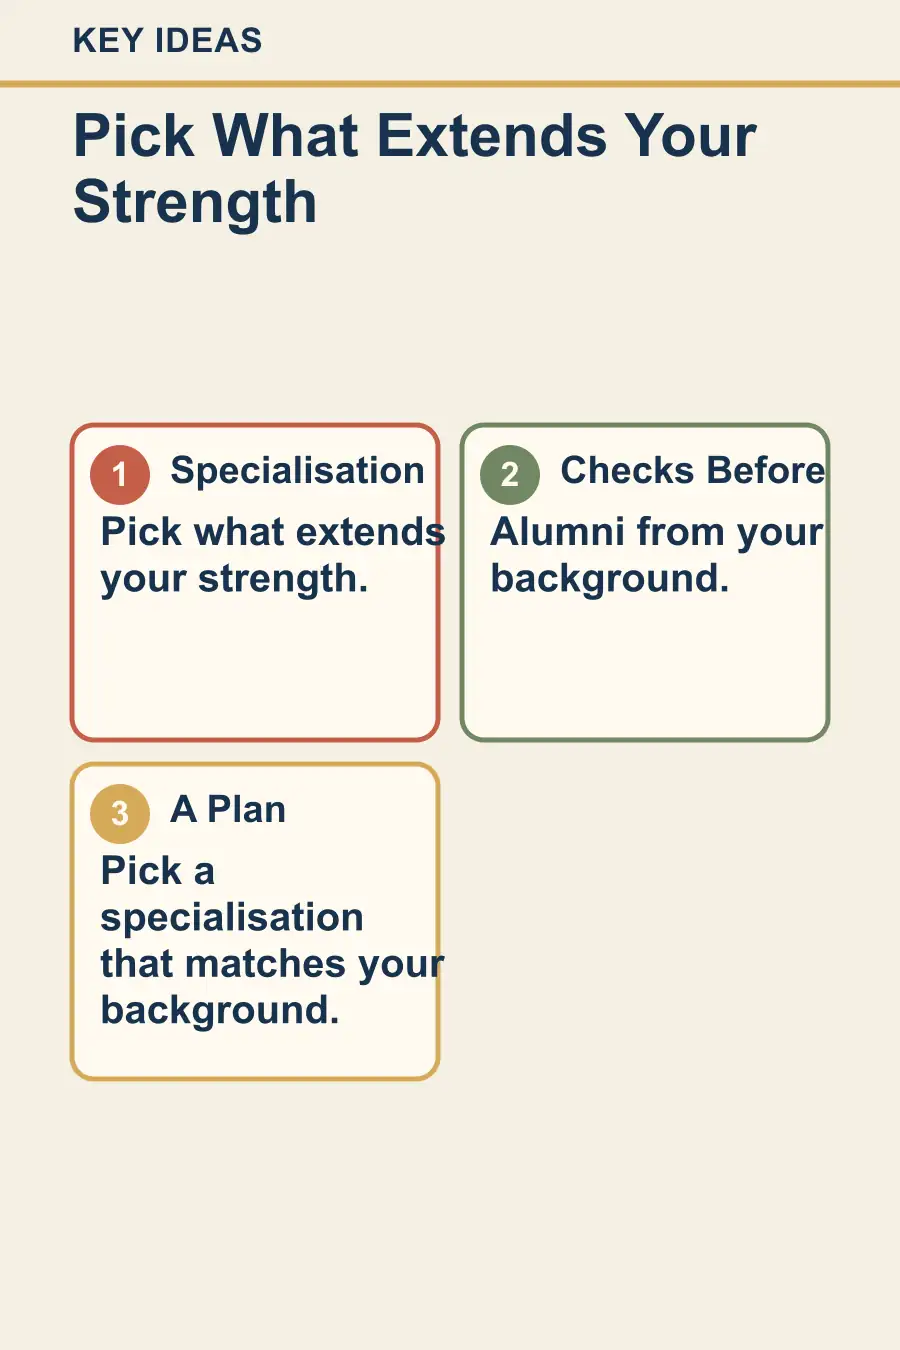 KEY IDEAS
Pick What Extends Your
Strength
1 Specialisation
Pick what extends
your strength.
2 Checks Before
Alumni from your
background.
3 A Plan
Pick a
specialisation
that matches your
background.